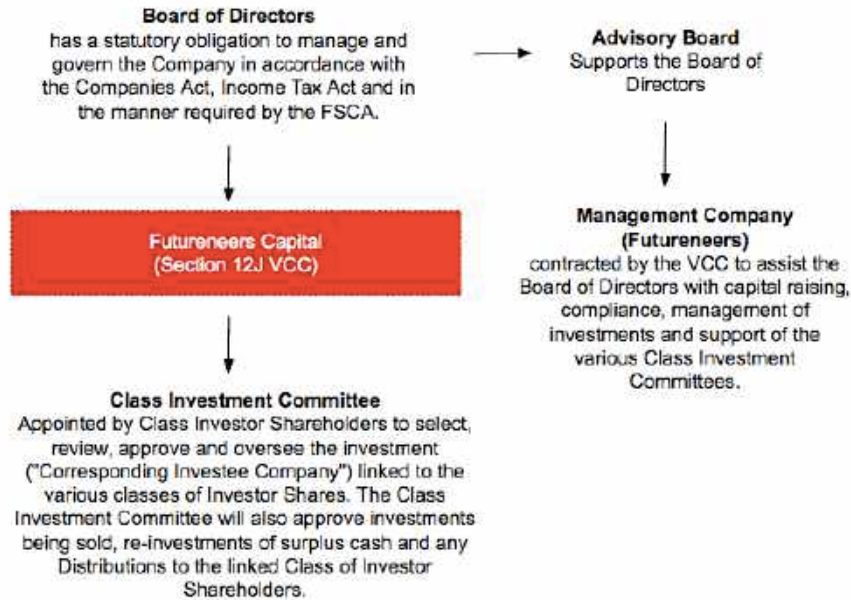 Board of Directors
has a statutory obligation to manage and
govern the Company in accordance with
the Companies Act, Income Tax Act and in
the manner required by the FSCA.
Advisory Board
Supports the Board of
Directors
Futureneers Capital
(Section 12J VCC)
Management Company
(Futureneers)
contracted by the VCC to assist the
Board of Directors with capital raising,
compliance, management of
investments and support of the
various Class Investment
Committees.
Class Investment Committee
Appointed by Class Investor Shareholders to select,
review, approve and oversee the investment
("Corresponding Investee Company") linked to the
various classes of Investor Shares. The Class
Investment Committee will also approve investments
being sold, re-investments of surplus cash and any
Distributions to the linked Class of Investor
Shareholders.